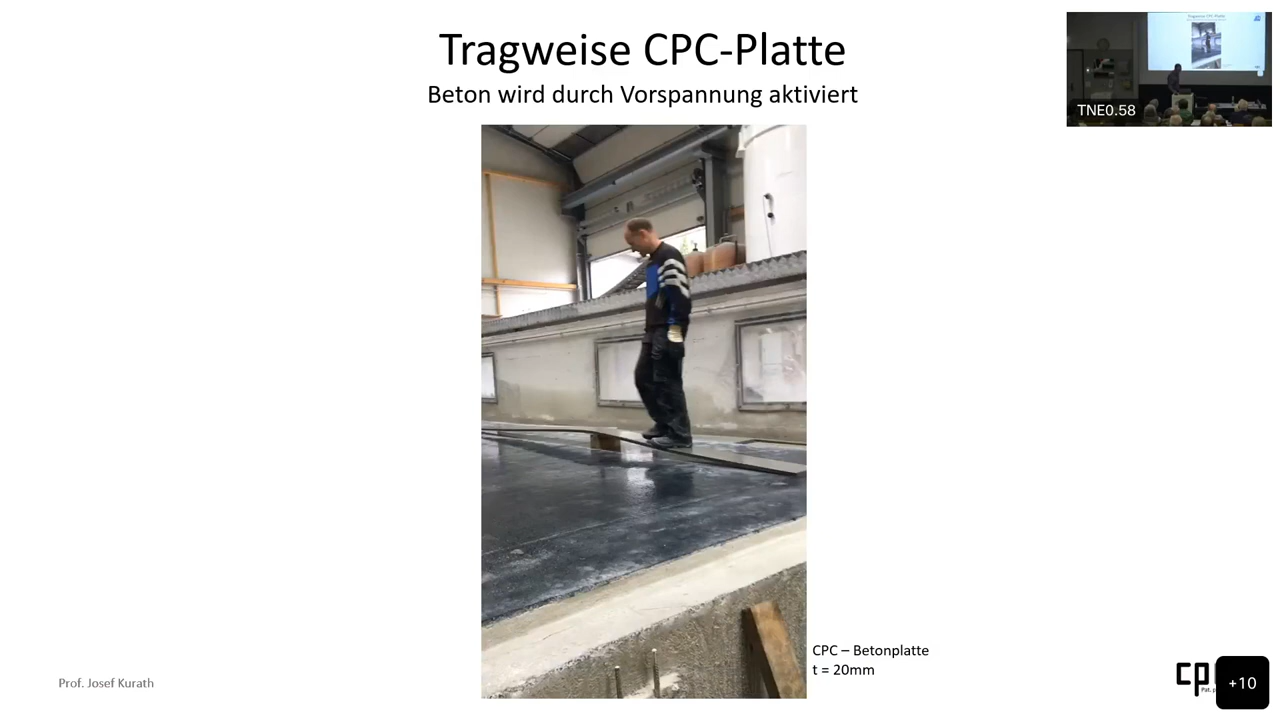 Tragweise CPC-Platte
Beton wird durch Vorspannung aktiviert
TNE0.58
CPC – Betonplatte
t = 20mm
Prof. Josef Kurath
cp
+10